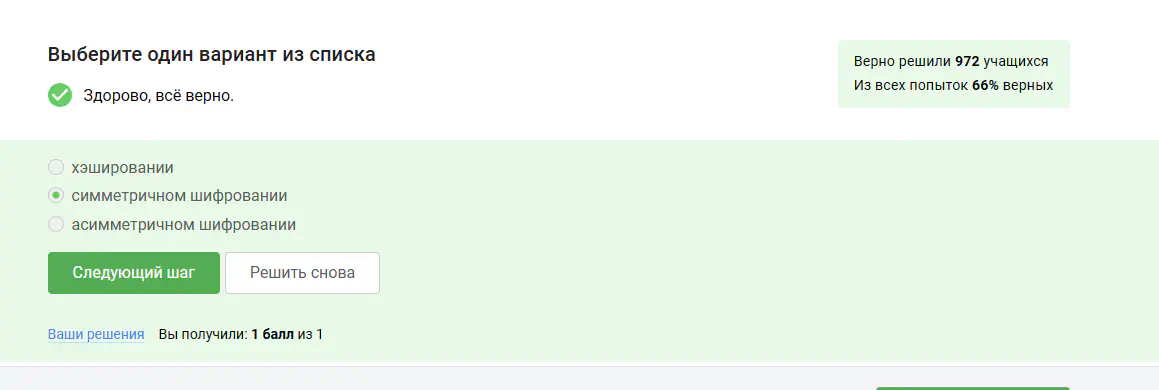 Выберите один вариант из списка
Здорово, всё верно.
Верно решили 972 учащихся
Из всех попыток 66% верных
хэшировании
симметричном шифровании
асимметричном шифровании
Следующий шаг
Решить снова
Ваши решения Вы получили: 1 балл из 1